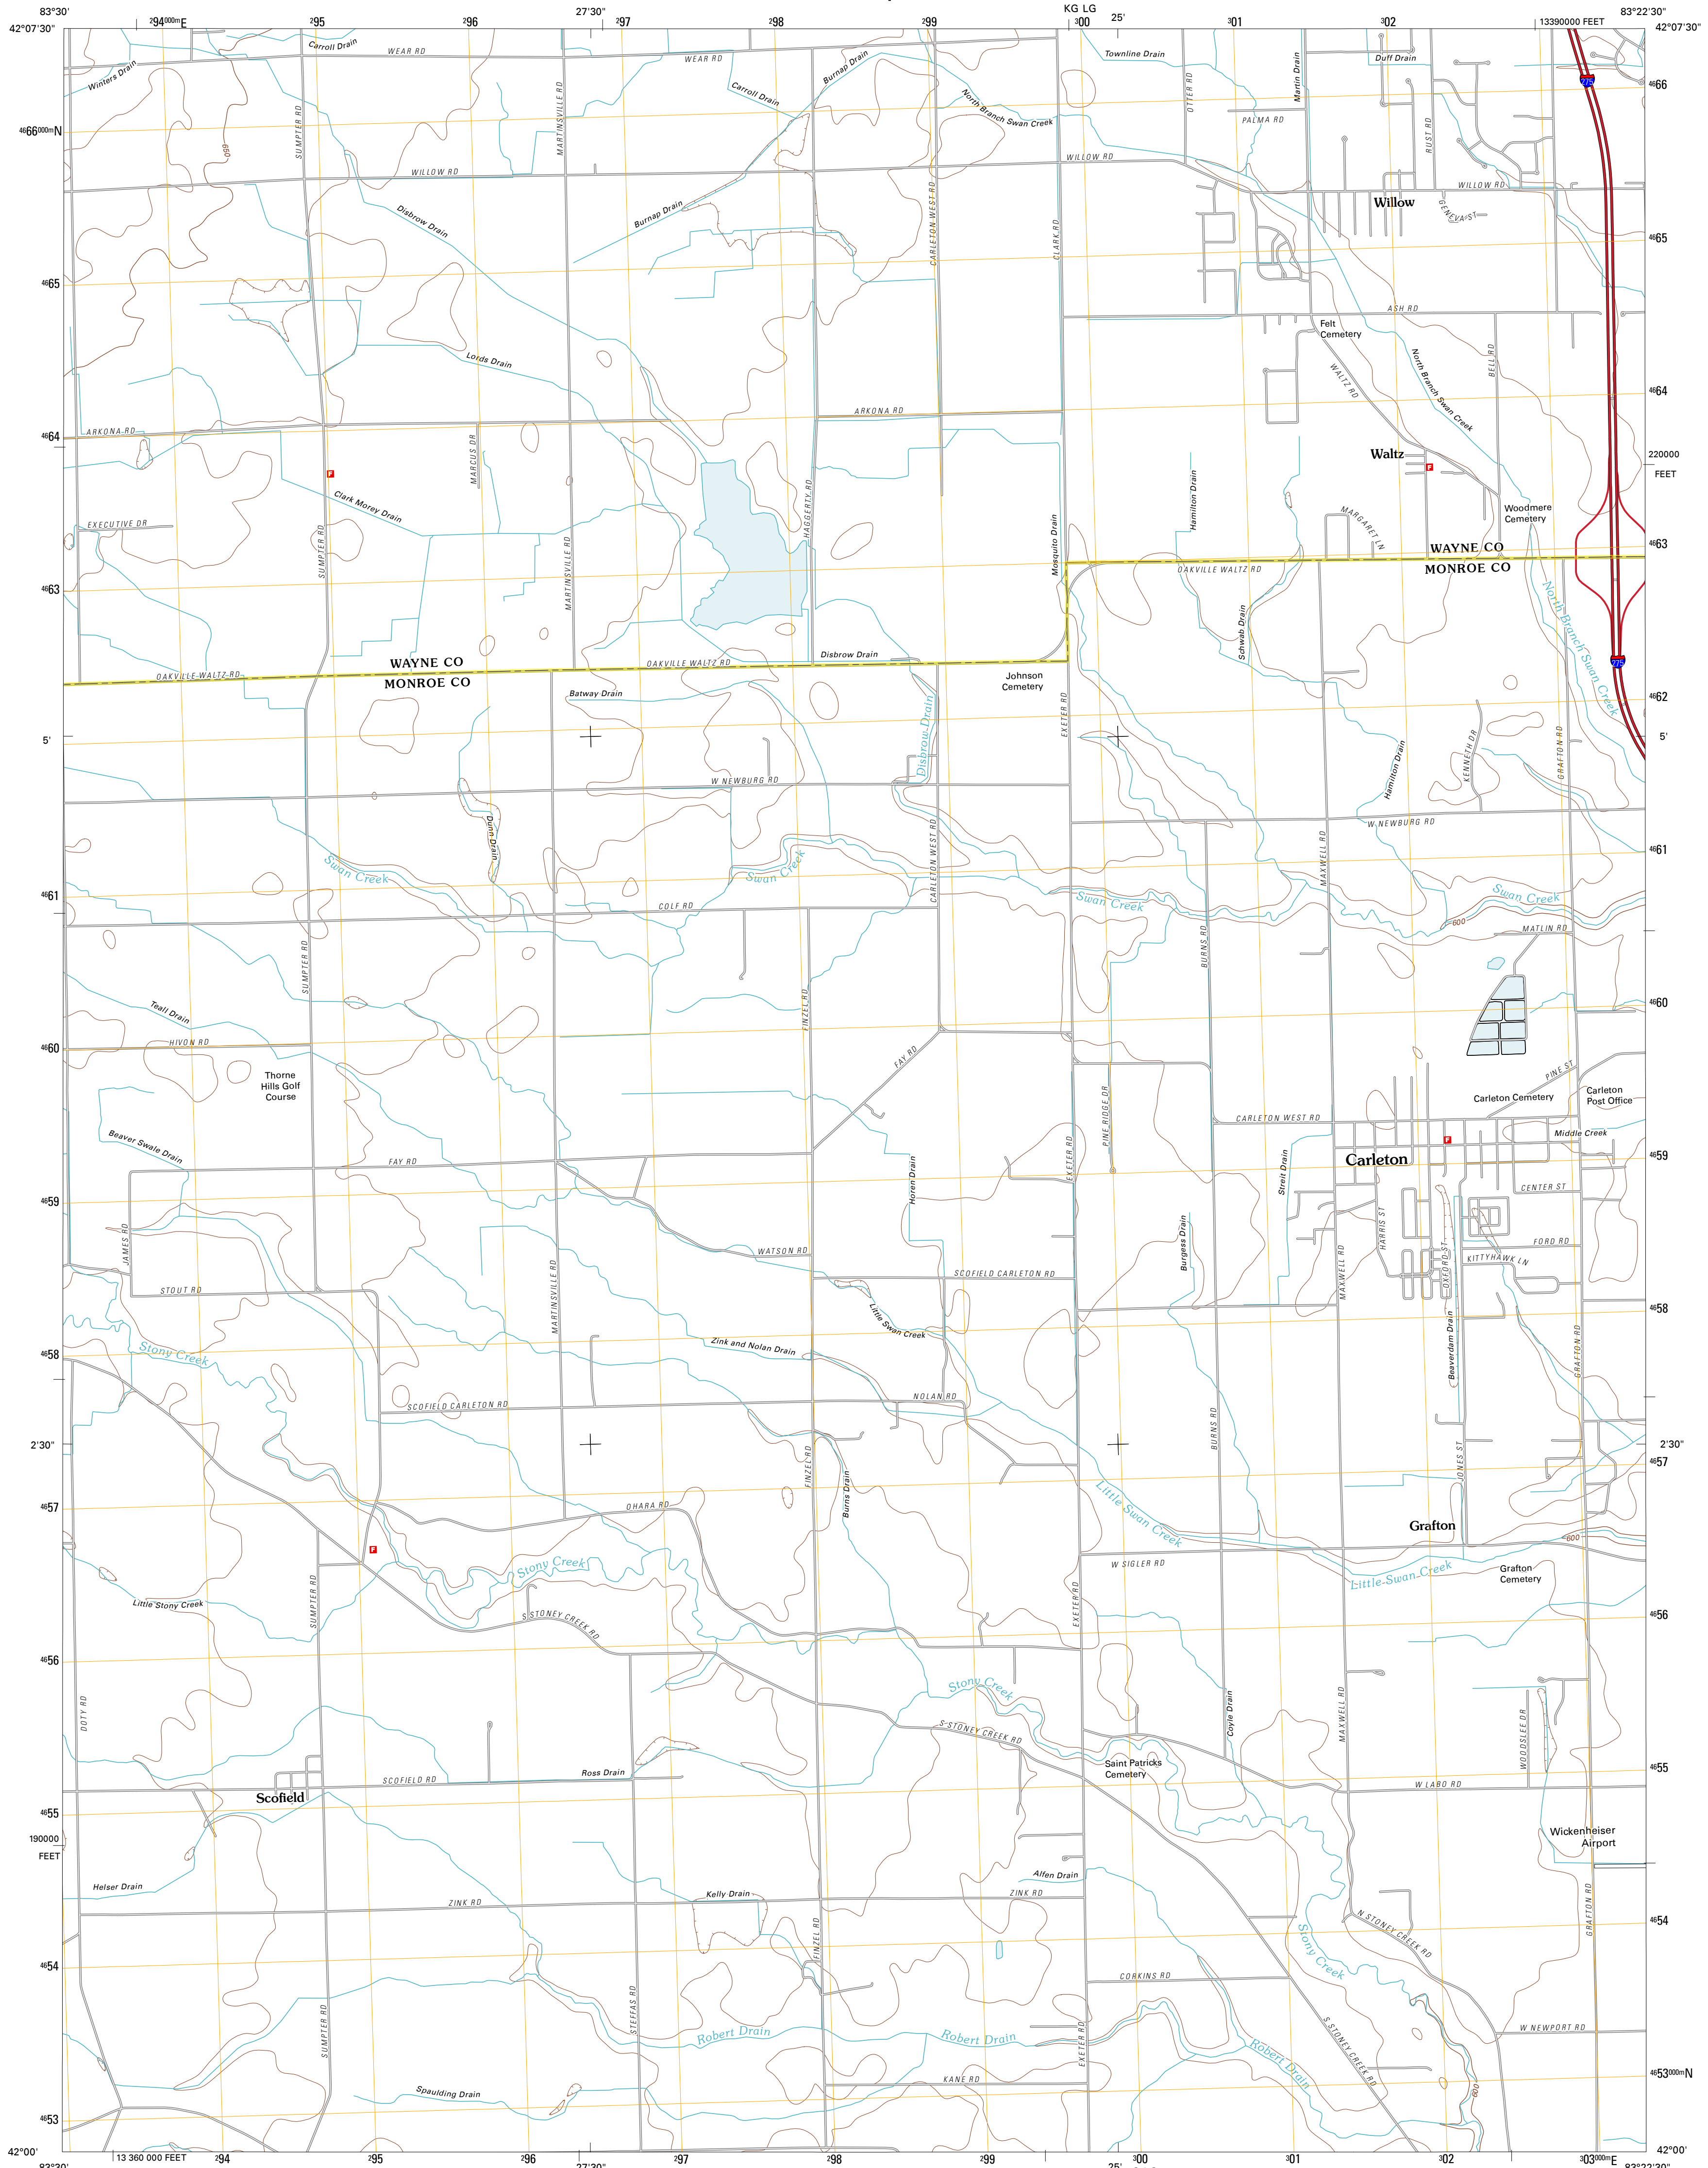 83°30'
²94000mE
²95
²96
27'30"
²97
²98
²99
KG LG
³00
25'
³01
³02
13390000 FEET
83°22'30"
42°07'30"
42°07'30"
Carroll Drain
WEAR RD
WEAR RD
Burnap Drain
Townline Drain
Martin Drain
Duff Drain
275
Winters Drain
Carroll Drain
North Branch Swan Creek
OTTER RD
⁴⁶66
SUMPTER RD
MARTINSVILLE RD
PALMA RD
RUST RD
⁴⁶66000mN
650
WILLOW RD
WILLOW RD
WILLOW RD
Willow
GENEVA ST
Disbrow Drain
Burnap Drain
CARLETON WEST RD
CLARK RD
⁴⁶65
⁴⁶65
ASH RD
Felt
Cemetery
Lords Drain
WALTZ RD
North Branch Swan Creek
BELL RD
⁴⁶64
ARKONA RD
⁴⁶64
ARKONA RD
MARCUS DR
Waltz
F
F
220000
FEET
Clark Morey Drain
HAGGERTY RD
Mosquito Drain
Hamilton Drain
MARGARET LN
Woodmere
Cemetery
EXECUTIVE DR
SUMPTER RD
MARTINSVILLE RD
WAYNE CO
MONROE CO
⁴⁶63
OAKVILLE WALTZ RD
⁴⁶63
Schwab Drain
North Branch Swan Creek
Disbrow Drain
WAYNE CO
MONROE CO
OAKVILLE WALTZ RD
OAKVILLE-WALTZ-RD
275
Johnson
Cemetery
Batway Drain
EXETER RD
⁴⁶62
5'
5'
Disbrow Drain
Hamilton Drain
KENNETH DR
GRAFTON RD
W NEWBURG RD
W NEWBURG RD
Dunn Drain
CARLETON WEST RD
MAXWELL RD
⁴⁶61
Swan Creek
Swan Creek
Swan Creek
Swan Creek
⁴⁶61
COLF RD
600
MATLIN RD
BURNS RD
SUMPTER RD
FINZEL RD
Teall Drain
⁴⁶60
HIVON RD
⁴⁶60
FAY RD
Thorne
Hills Golf
Course
PINE ST
Carleton Cemetery
Carleton
Post Office
PINE RIDGE DR
CARLETON WEST RD
F
Middle Creek
Beaver Swale Drain
FAY RD
EXETER RD
Carleton
⁴⁶59
Horen Drain
Streit Drain
CENTER ST
⁴⁶59
JAMES RD
WATSON RD
Burgess Drain
HARRIS ST
OXFORD ST
FORD RD
KITTYHAWK LN
MARTINSVILLE RD
SCOFIELD CARLETON RD
MAXWELL RD
STOUT RD
⁴⁶58
Little Swan Creek
Stony Creek
Zink and Nolan Drain
Beaverdam Drain
GRAFTON RD
⁴⁶58
NOLAN RD
SCOFIELD CARLETON RD
2'30"
2'30"
BURNS RD
JONES ST
⁴⁶57
FINZEL RD
Burns Drain
Little Swan Creek
⁴⁶57
OHARA RD
Grafton
600
F
Stony Creek
W SIGLER RD
Little Swan Creek
Grafton
Cemetery
Little Stony Creek
SUMPTER RD
S STONEY CREEK RD
EXETER RD
⁴⁶56
⁴⁶56
Stony Creek
DOTY RD
S STONEY CREEK RD
Coyle Drain
MAXWELL RD
WOODSLEE DR
Saint Patricks
Cemetery
Ross Drain
SCOFIELD RD
W LABO RD
⁴⁶55
Scofield
⁴⁶55
190000
FEET
Wickenheiser
Airport
Helser Drain
Alfen Drain
Kelly Drain
ZINK RD
ZINK RD
GRAFTON RD
⁴⁶54
N STONEY CREEK RD
FINZEL RD
Stony Creek
⁴⁶54
CORKINS RD
STEFFAS RD
SUMPTER RD
Robert Drain
Robert Drain
EXETER RD
Robert Drain
S STONEY CREEK RD
W NEWPORT RD
KANE RD
⁴⁶53000mN
Spaulding Drain
600
⁴⁶53
42°00'
42°00'
13 360 000 FEET
²94
²95
²96
27'30"
²97
²98
²99
³00
25'
³01
³02
³03000mE
83°30'
83°22'30"